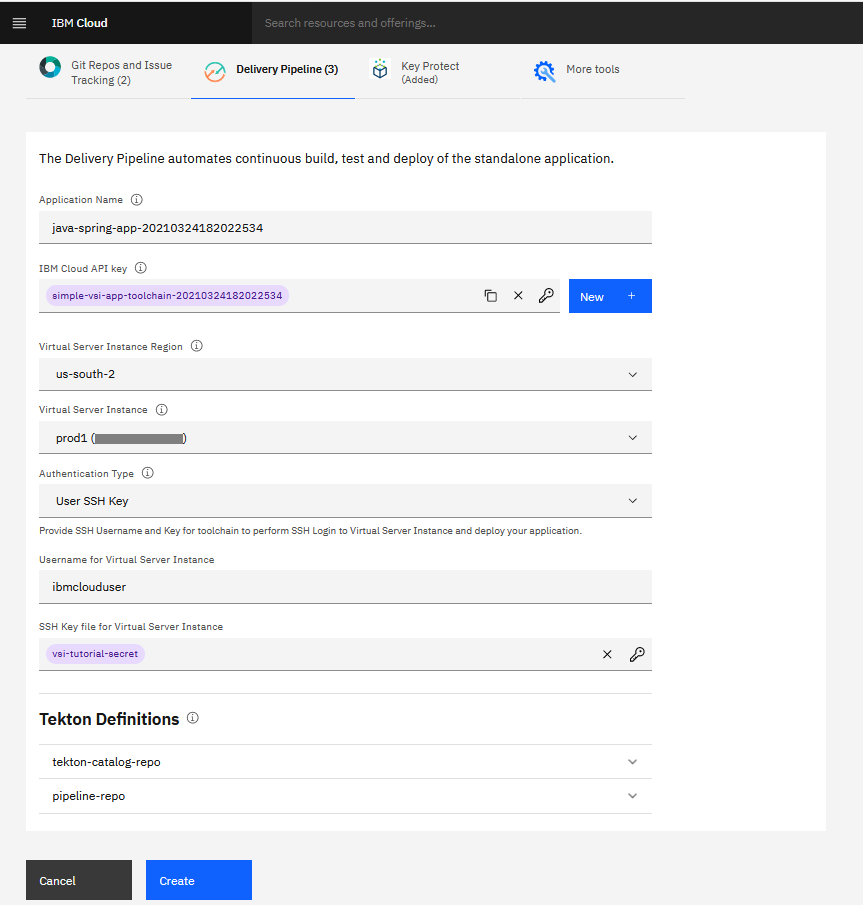 IBM Cloud
Search resources and offerings...
Git Repos and Issue
Tracking (2)
Delivery Pipeline (3)
Key Protect
(Added)
More tools
The Delivery Pipeline automates continuous build, test and deploy of the standalone application.
Application Name
java-spring-app-20210324182022534
IBM Cloud API key
simple-vsi-app-toolchain-20210324182022534
New +
Virtual Server Instance Region
us-south-2
Virtual Server Instance
prod1 ( )
Authentication Type
User SSH Key
Provide SSH Username and Key for toolchain to perform SSH Login to Virtual Server Instance and deploy your application.
Username for Virtual Server Instance
ibmclouduser
SSH Key file for Virtual Server Instance
vsi-tutorial-secret
Tekton Definitions
tekton-catalog-repo
pipeline-repo
Cancel
Create